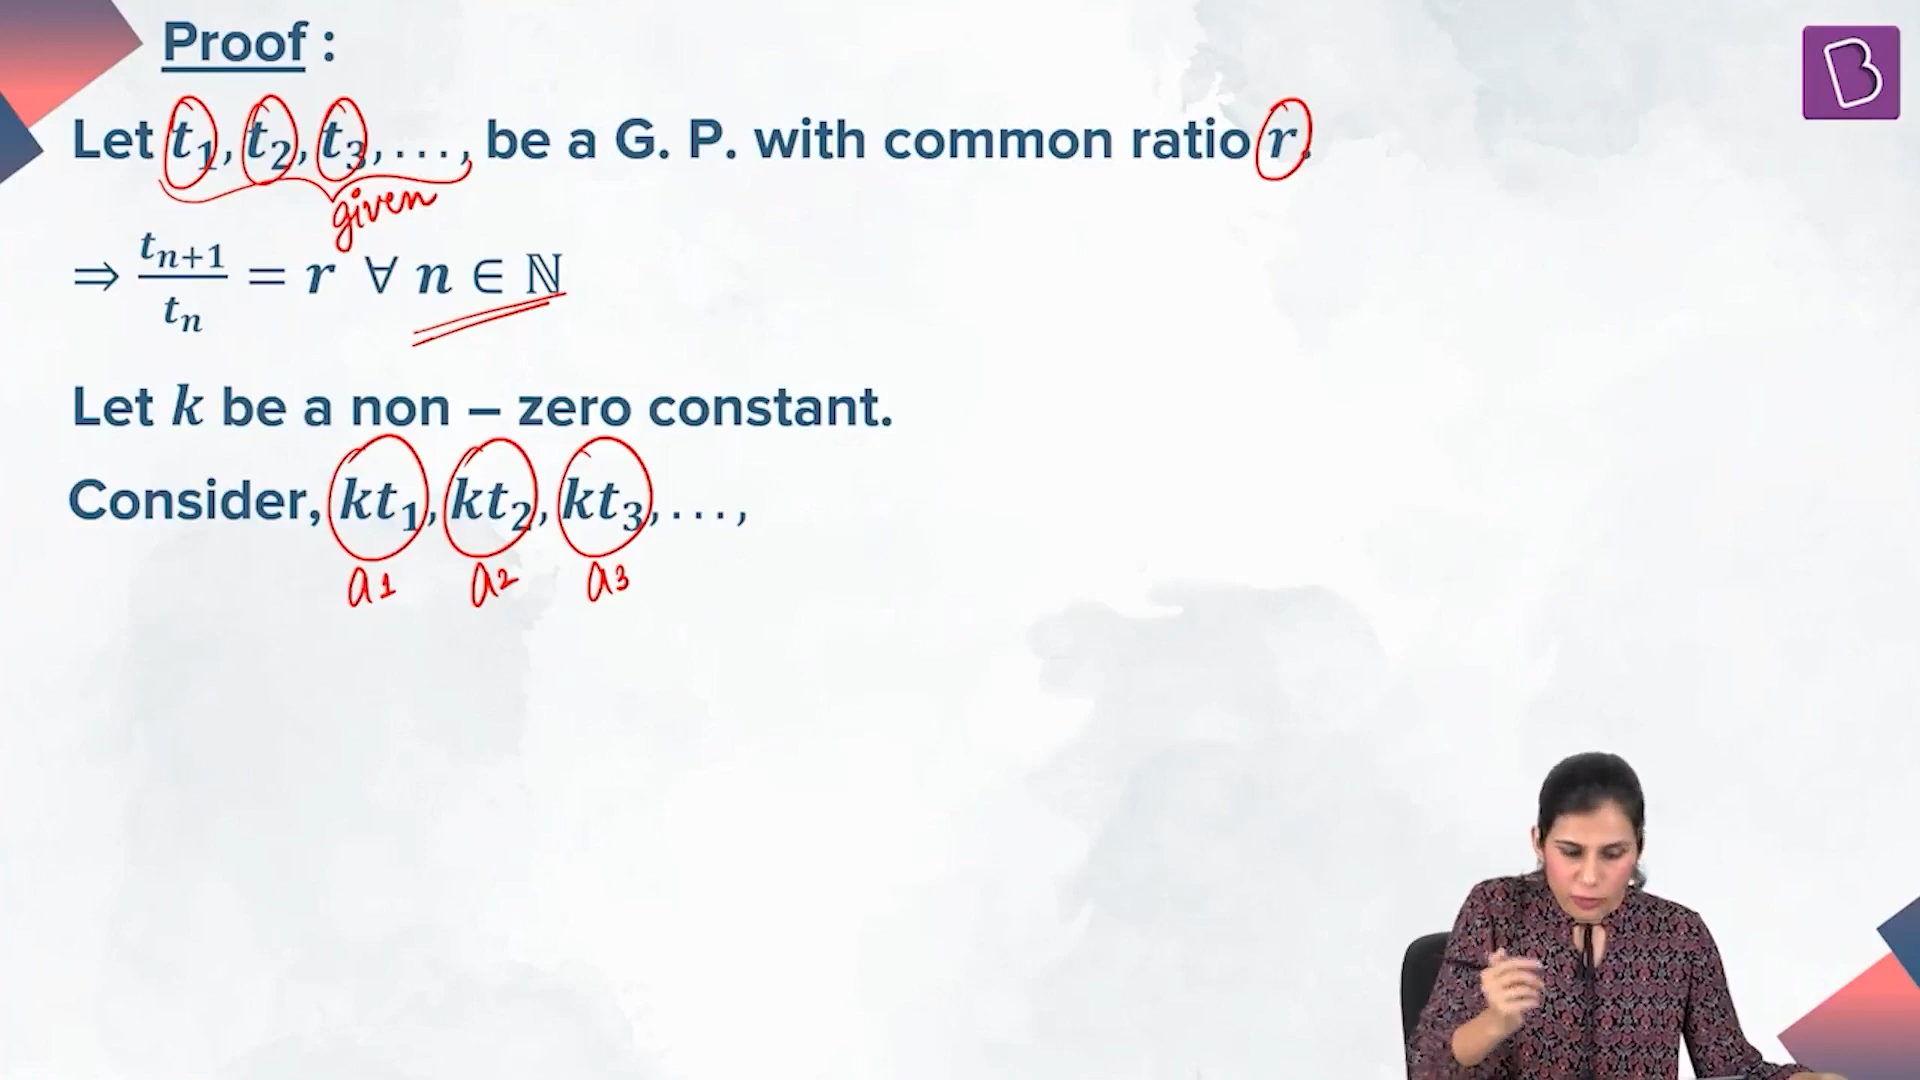 Proof :
Let t₁, t₂, t₃, . . . , be a G. P. with common ratio r.
given
⇒ tₙ₊₁/tₙ = r ∀ n ∈ ℕ
Let k be a non – zero constant.
Consider, kt₁, kt₂, kt₃, . . . ,
a1 a2 a3
B